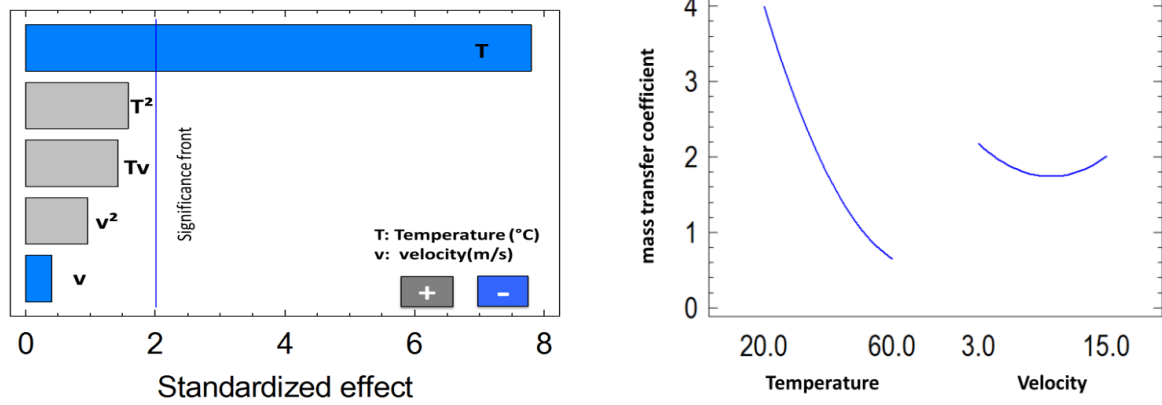 T
T²
Tv
v²
v
Significance front
T: Temperature (°C)
v: velocity(m/s)
+
-
0 2 4 6 8
Standardized effect
mass transfer coefficient
4
3
2
1
0
20.0 60.0 3.0 15.0
Temperature Velocity